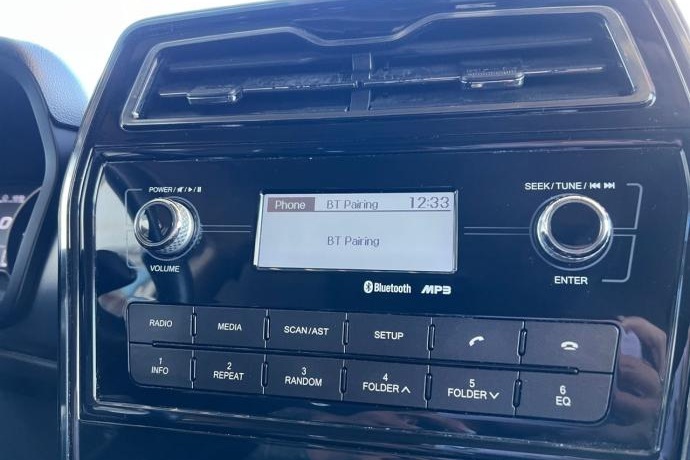 POWER / / /
VOLUME
Phone BT Pairing 12:33
BT Pairing
SEEK / TUNE /
ENTER
Bluetooth MP3
RADIO MEDIA SCAN/AST SETUP
1 INFO
2 REPEAT
3 RANDOM
4 FOLDER
5 FOLDER
6 EQ